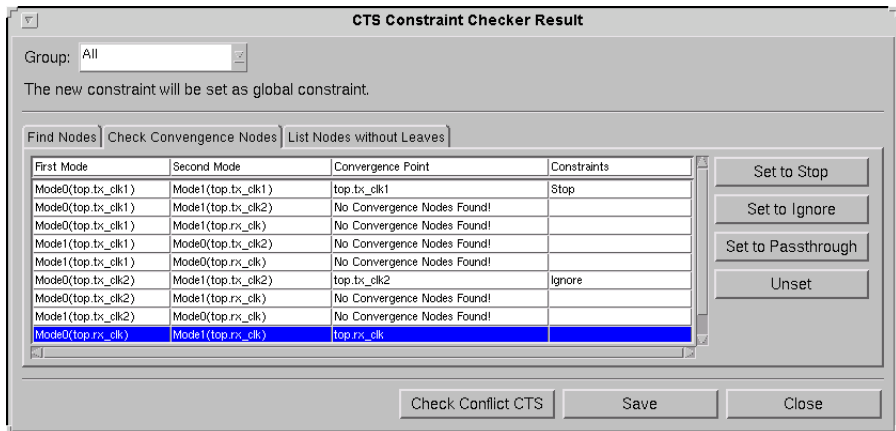 CTS Constraint Checker Result
Group: All
The new constraint will be set as global constraint.
Find Nodes Check Convengence Nodes List Nodes without Leaves
First Mode Second Mode Convergence Point Constraints
Mode0(top.tx_clk1) Mode1(top.tx_clk1) top.tx_clk1 Stop
Mode0(top.tx_clk1) Mode1(top.tx_clk2) No Convergence Nodes Found!
Mode0(top.tx_clk1) Mode1(top.rx_clk) No Convergence Nodes Found!
Mode1(top.tx_clk1) Mode0(top.tx_clk2) No Convergence Nodes Found!
Mode1(top.tx_clk1) Mode0(top.rx_clk) No Convergence Nodes Found!
Mode0(top.tx_clk2) Mode1(top.tx_clk2) top.tx_clk2 Ignore
Mode0(top.tx_clk2) Mode1(top.rx_clk) No Convergence Nodes Found!
Mode1(top.tx_clk2) Mode0(top.rx_clk) No Convergence Nodes Found!
Mode0(top.rx_clk) Mode1(top.rx_clk) top.rx_clk
Set to Stop
Set to Ignore
Set to Passthrough
Unset
Check Conflict CTS Save Close